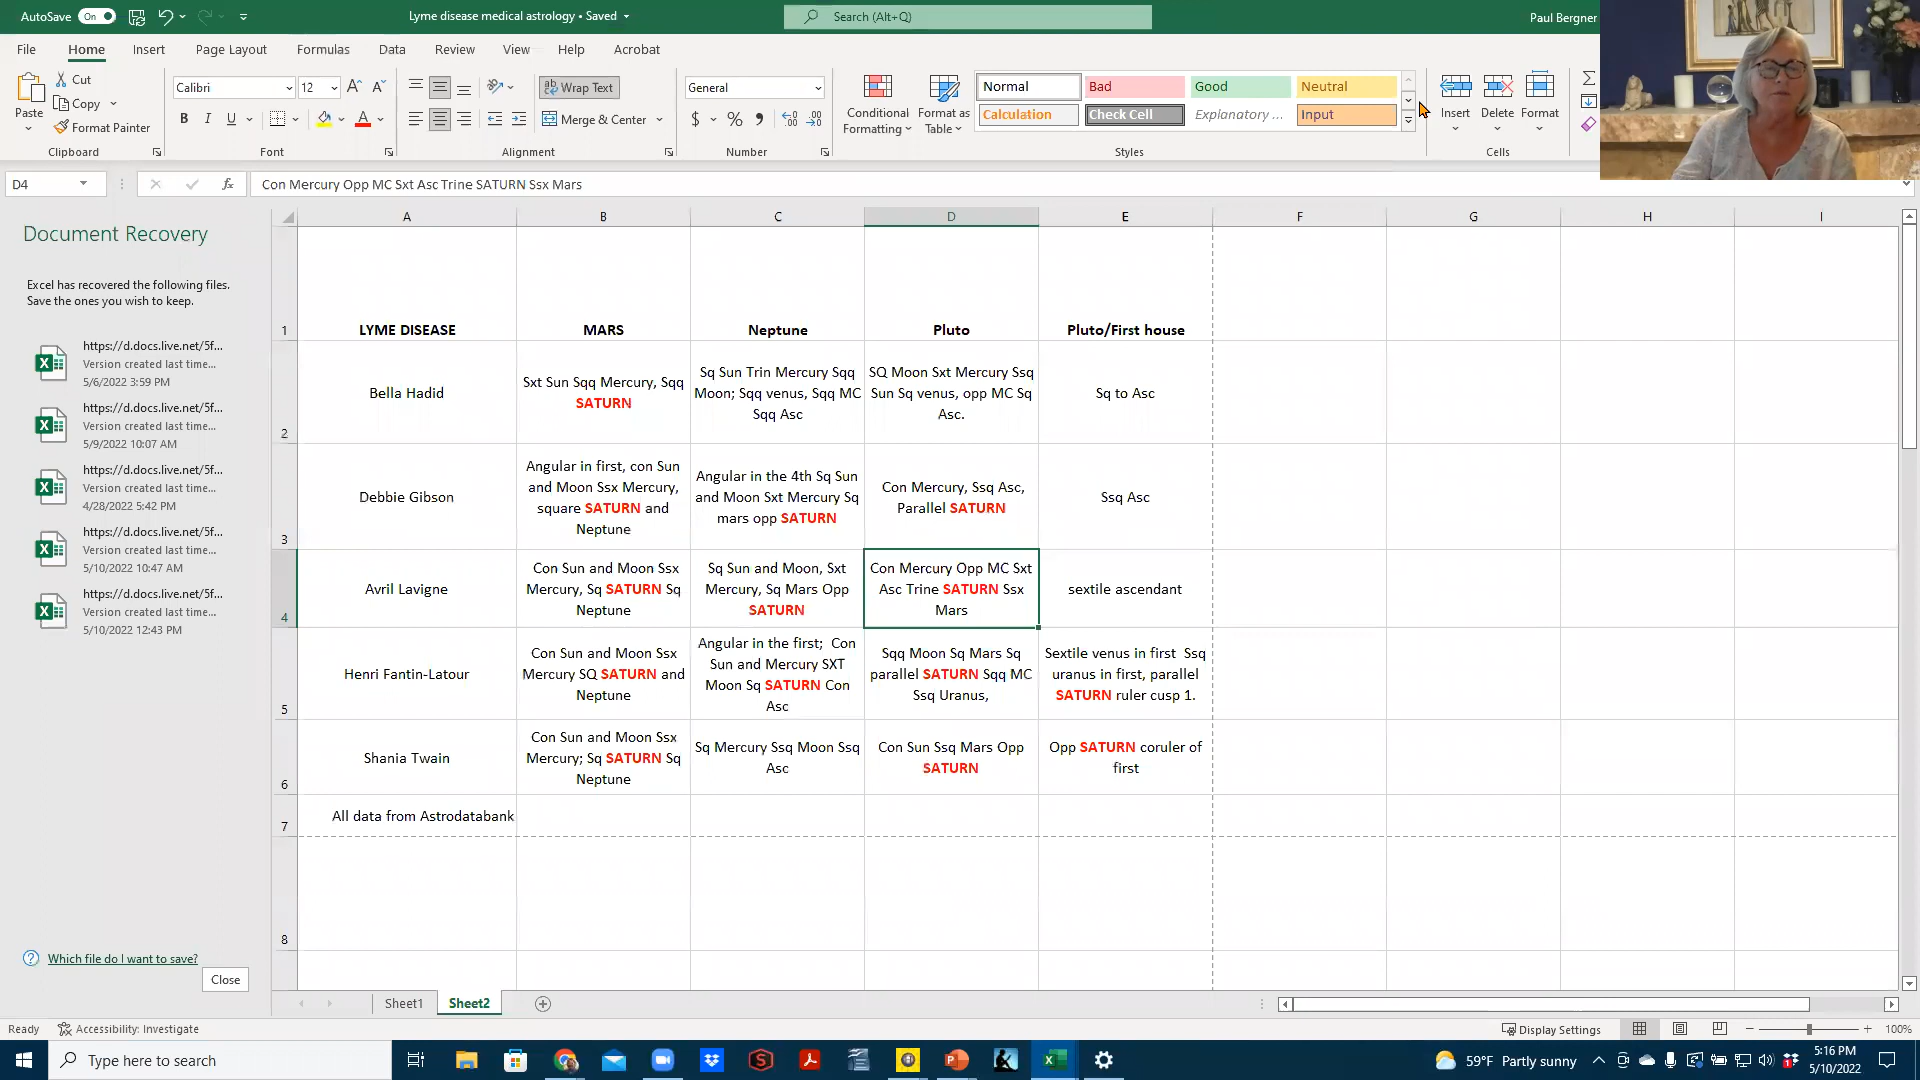 AutoSave On
Lyme disease medical astrology • Saved
Search (Alt+Q)
Paul Bergner
File Home Insert Page Layout Formulas Data Review View Help Acrobat
Paste
Cut
Copy
Format Painter
Clipboard
Calibri 12
B I U
Font
Wrap Text
Merge & Center
Alignment
General
$ % ,
Number
Conditional
Formatting
Format as
Table
Normal Bad Good Neutral
Calculation Check Cell Explanatory ... Input
Styles
Insert Delete Format
Cells
D4
fx
Con Mercury Opp MC Sxt Asc Trine SATURN Ssx Mars
Document Recovery
Excel has recovered the following files.
Save the ones you wish to keep.
https://d.docs.live.net/5f...
Version created last time...
5/6/2022 3:59 PM
https://d.docs.live.net/5f...
Version created last time...
5/9/2022 10:07 AM
https://d.docs.live.net/5f...
Version created last time...
4/28/2022 5:42 PM
https://d.docs.live.net/5f...
Version created last time...
5/10/2022 10:47 AM
https://d.docs.live.net/5f...
Version created last time...
5/10/2022 12:43 PM
Which file do I want to save?
Close
A B C D E F G H I
1
LYME DISEASE
MARS
Neptune
Pluto
Pluto/First house
2
Bella Hadid
Sxt Sun Sqq Mercury, Sqq
SATURN
Sq Sun Trin Mercury Sqq
Moon; Sqq venus, Sqq MC
Sqq Asc
SQ Moon Sxt Mercury Ssq
Sun Sq venus, opp MC Sq
Asc.
Sq to Asc
3
Debbie Gibson
Angular in first, con Sun
and Moon Ssx Mercury,
square SATURN and
Neptune
Angular in the 4th Sq Sun
and Moon Sxt Mercury Sq
mars opp SATURN
Con Mercury, Ssq Asc,
Parallel SATURN
Ssq Asc
4
Avril Lavigne
Con Sun and Moon Ssx
Mercury, Sq SATURN Sq
Neptune
Sq Sun and Moon, Sxt
Mercury, Sq Mars Opp
SATURN
Con Mercury Opp MC Sxt
Asc Trine SATURN Ssx
Mars
sextile ascendant
5
Henri Fantin-Latour
Con Sun and Moon Ssx
Mercury SQ SATURN and
Neptune
Angular in the first; Con
Sun and Mercury SXT
Moon Sq SATURN Con
Asc
Sqq Moon Sq Mars Sq
parallel SATURN Sqq MC
Ssq Uranus,
Sextile venus in first Ssq
uranus in first, parallel
SATURN ruler cusp 1.
6
Shania Twain
Con Sun and Moon Ssx
Mercury; Sq SATURN Sq
Neptune
Sq Mercury Ssq Moon Ssq
Asc
Con Sun Ssq Mars Opp
SATURN
Opp SATURN coruler of
first
7
All data from Astrodatabank
8
Sheet1 Sheet2
Ready
Accessibility: Investigate
Display Settings
100%
Type here to search
59°F Partly sunny
5:16 PM
5/10/2022